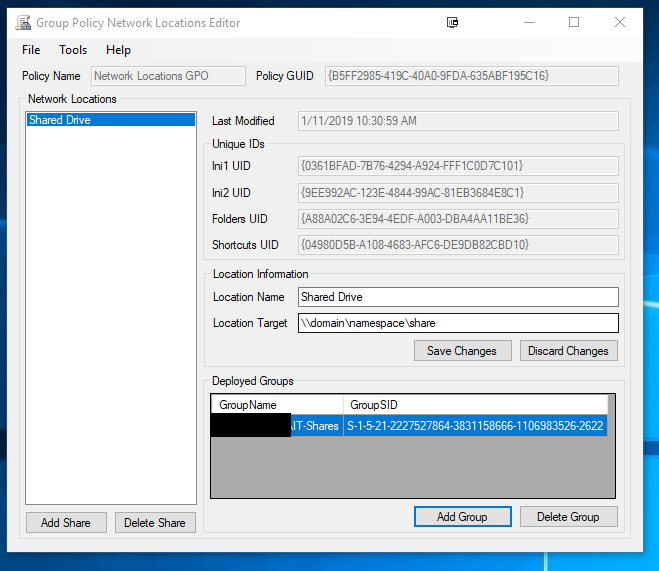 Group Policy Network Locations Editor
File Tools Help
Policy Name Network Locations GPO Policy GUID {B5FF2985-419C-40A0-9FDA-635ABF195C16}
Network Locations
Shared Drive
Last Modified 1/11/2019 10:30:59 AM
Unique IDs
Ini1 UID {0361BFAD-7B76-4294-A924-FFF1C0D7C101}
Ini2 UID {9EE992AC-123E-4844-99AC-81EB3684E8C1}
Folders UID {A88A02C6-3E94-4EDF-A003-DBA4AA11BE36}
Shortcuts UID {04980D5B-A108-4683-AFC6-DE9DB82CBD10}
Location Information
Location Name Shared Drive
Location Target \\domain\namespace\share
Save Changes Discard Changes
Deployed Groups
GroupName GroupSID
IT-Shares S-1-5-21-2227527864-3831158666-1106983526-2622
Add Group Delete Group
Add Share Delete Share